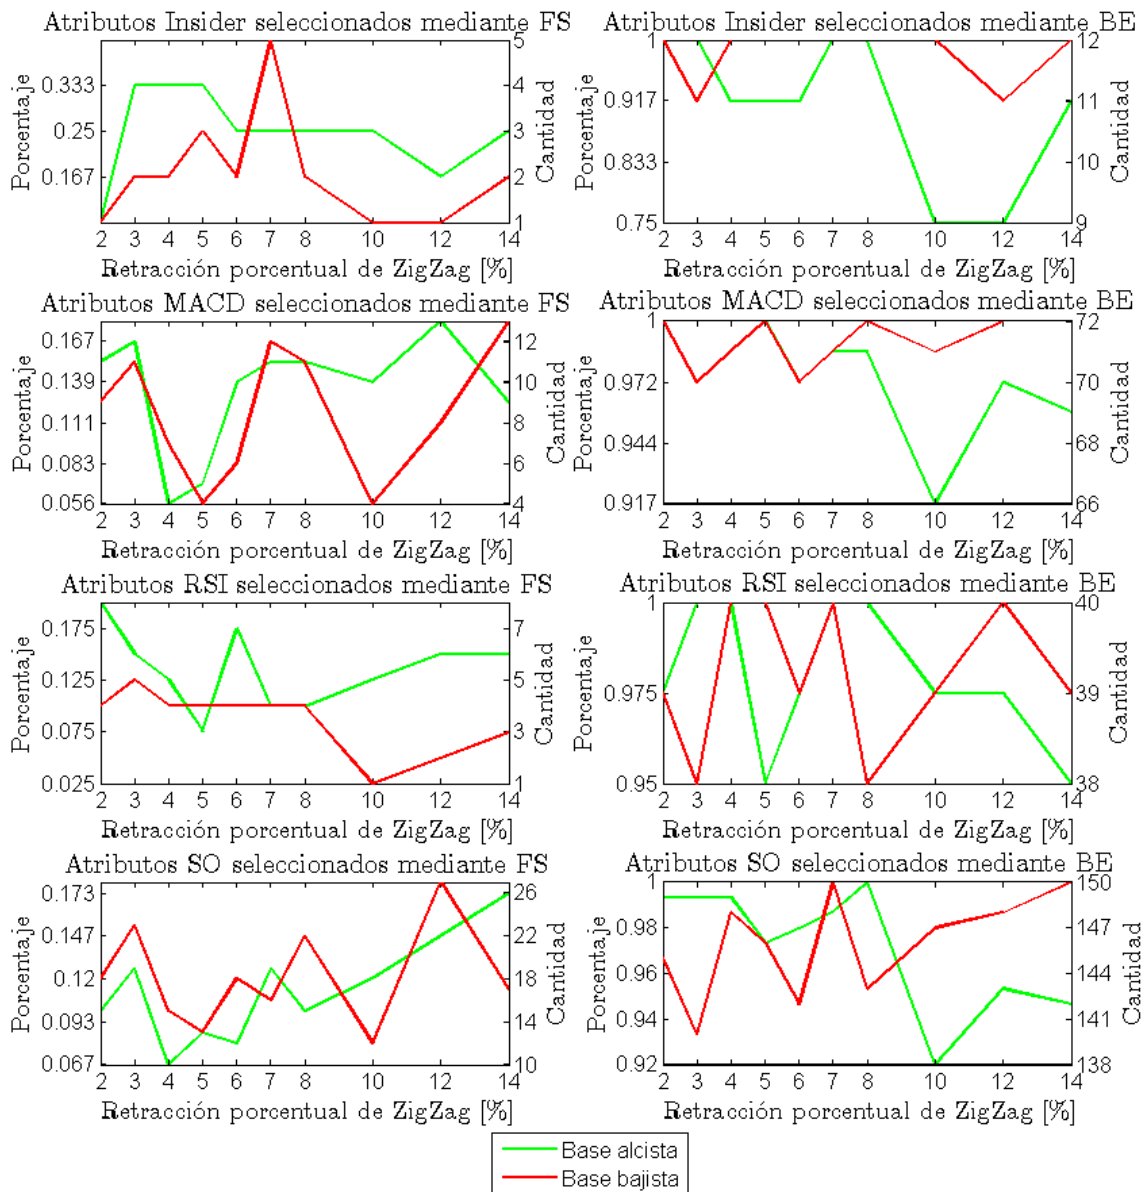 Atributos Insider seleccionados mediante FS
Porcentaje
0.333
0.25
0.167
5
4
3
2
1
Cantidad
2 3 4 5 6 7 8 10 12 14
Retracción porcentual de ZigZag [%]
Atributos Insider seleccionados mediante BE
Porcentaje
1
0.917
0.833
0.75
12
11
10
9
Cantidad
2 3 4 5 6 7 8 10 12 14
Retracción porcentual de ZigZag [%]
Atributos MACD seleccionados mediante FS
Porcentaje
0.167
0.139
0.111
0.083
0.056
12
10
8
6
4
Cantidad
2 3 4 5 6 7 8 10 12 14
Retracción porcentual de ZigZag [%]
Atributos MACD seleccionados mediante BE
Porcentaje
1
0.972
0.944
0.917
72
70
68
66
Cantidad
2 3 4 5 6 7 8 10 12 14
Retracción porcentual de ZigZag [%]
Atributos RSI seleccionados mediante FS
Porcentaje
0.175
0.125
0.075
0.025
7
5
3
1
Cantidad
2 3 4 5 6 7 8 10 12 14
Retracción porcentual de ZigZag [%]
Atributos RSI seleccionados mediante BE
Porcentaje
1
0.975
0.95
40
39
38
Cantidad
2 3 4 5 6 7 8 10 12 14
Retracción porcentual de ZigZag [%]
Atributos SO seleccionados mediante FS
Porcentaje
0.173
0.147
0.12
0.093
0.067
26
22
18
14
10
Cantidad
2 3 4 5 6 7 8 10 12 14
Retracción porcentual de ZigZag [%]
Atributos SO seleccionados mediante BE
Porcentaje
1
0.98
0.96
0.94
0.92
150
147
144
141
138
Cantidad
2 3 4 5 6 7 8 10 12 14
Retracción porcentual de ZigZag [%]
Base alcista
Base bajista